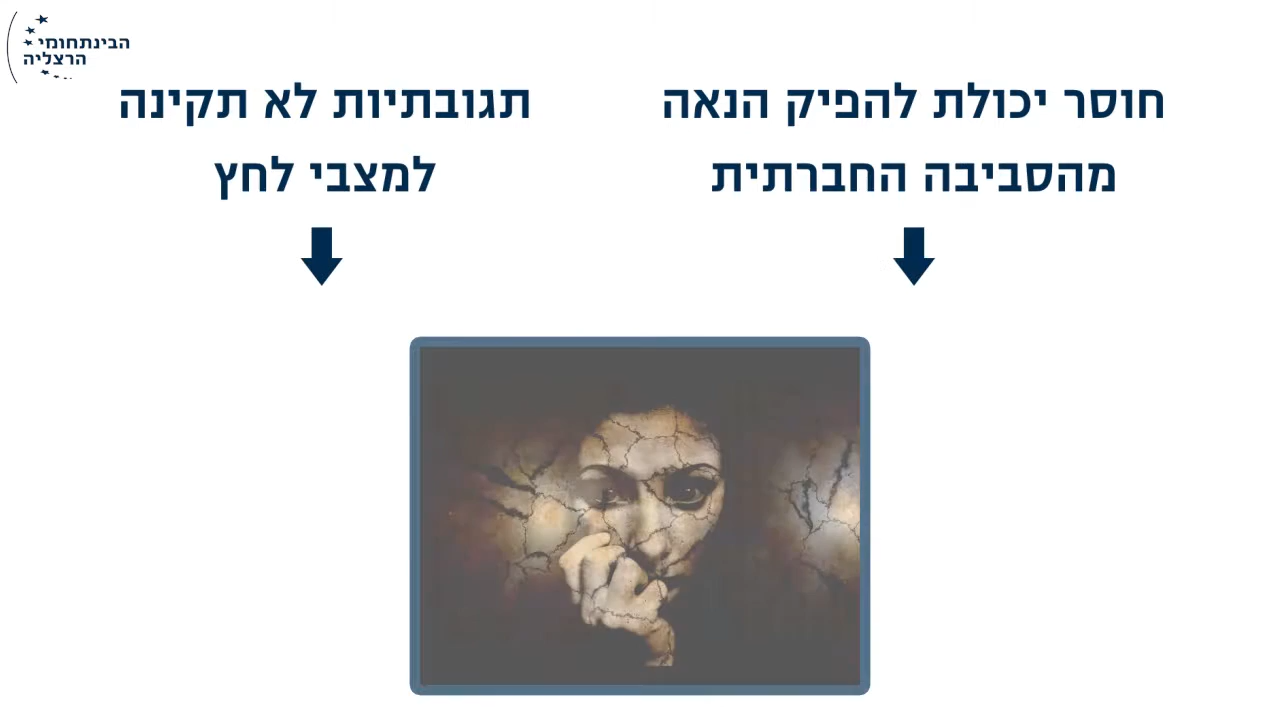 הבינתחומי
הרצליה
חוסר יכולת להפיק הנאה
מהסביבה החברתית
תגובתיות לא תקינה
למצבי לחץ